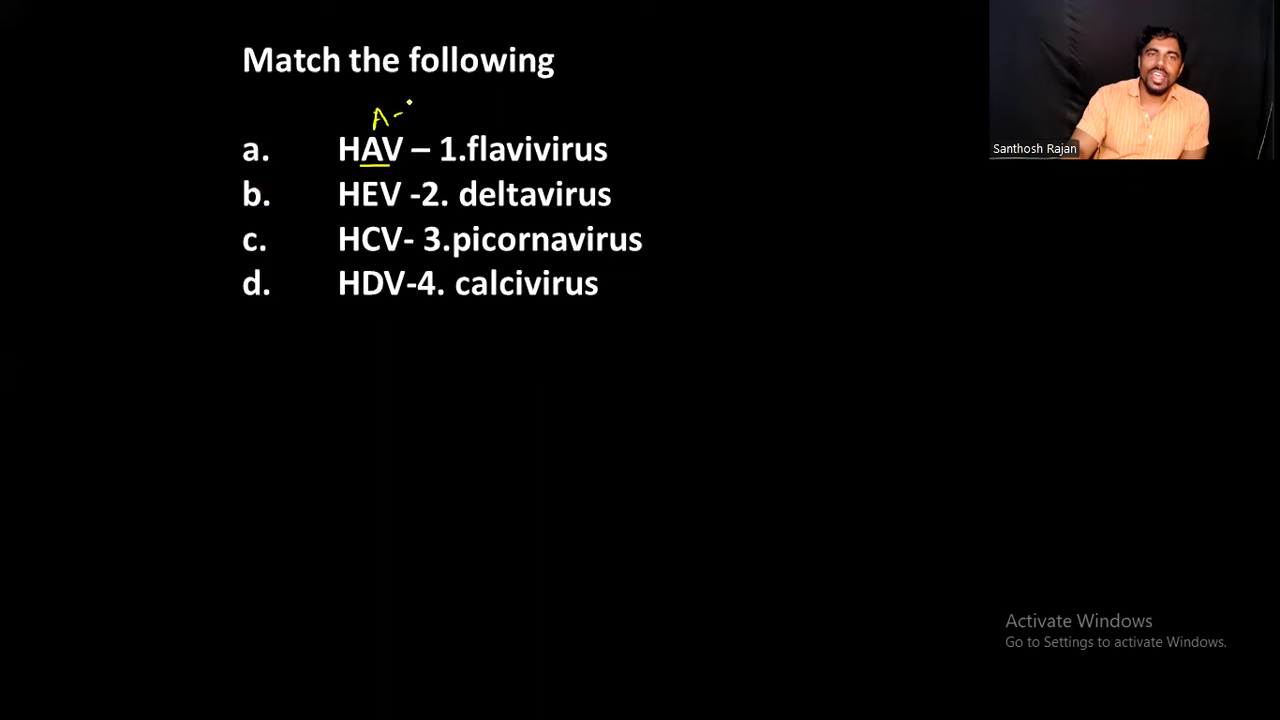 Match the following
A-
a. HAV – 1.flavivirus
b. HEV -2. deltavirus
c. HCV- 3.picornavirus
d. HDV-4. calcivirus
Santhosh Rajan
Activate Windows
Go to Settings to activate Windows.